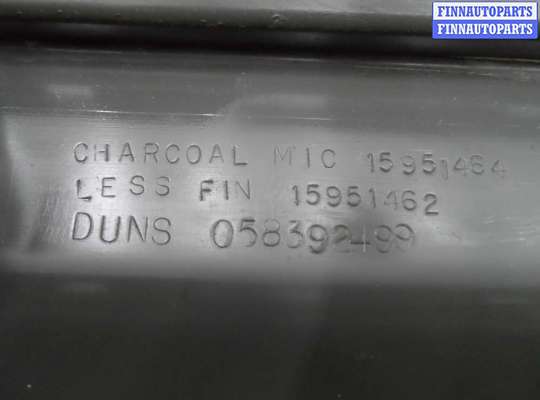 FINNAUTOPARTS
FINNAUTOPARTS
CHARCOAL MIC 15951464
LESS FIN 15951462
DUNS 058392499